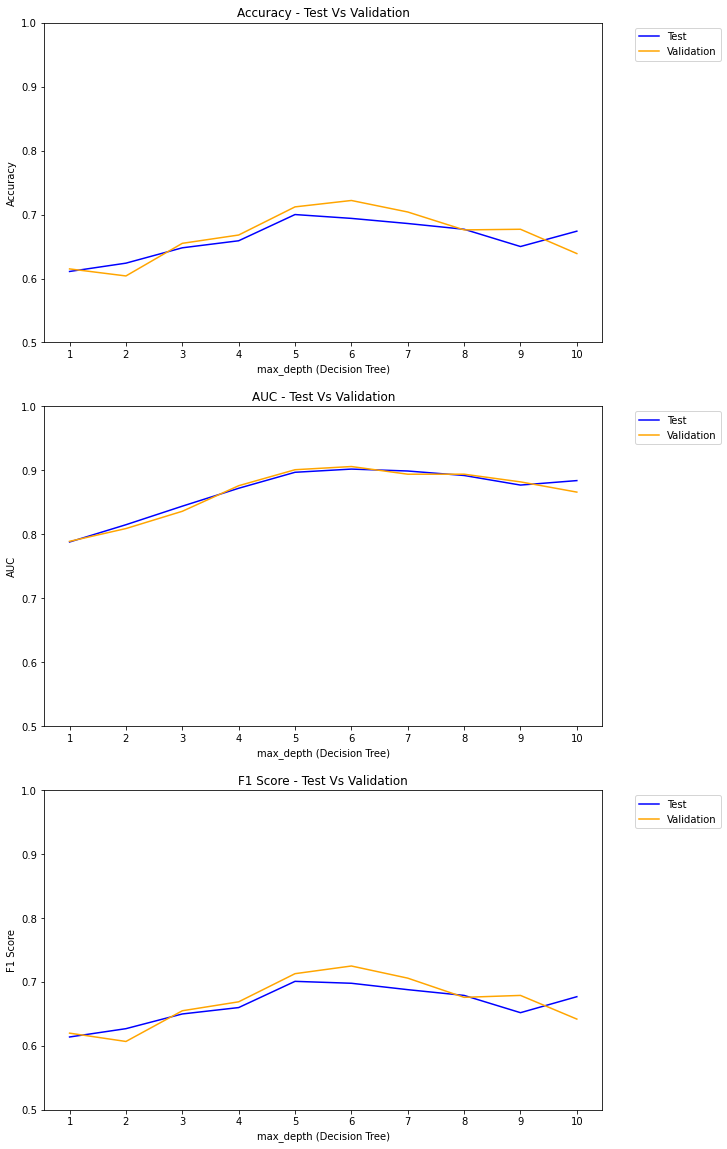 Accuracy - Test Vs Validation
1.0
0.9
0.8
0.7
0.6
0.5
Accuracy
1 2 3 4 5 6 7 8 9 10
max_depth (Decision Tree)
Test
Validation
AUC - Test Vs Validation
1.0
0.9
0.8
0.7
0.6
0.5
AUC
1 2 3 4 5 6 7 8 9 10
max_depth (Decision Tree)
Test
Validation
F1 Score - Test Vs Validation
1.0
0.9
0.8
0.7
0.6
0.5
F1 Score
1 2 3 4 5 6 7 8 9 10
max_depth (Decision Tree)
Test
Validation